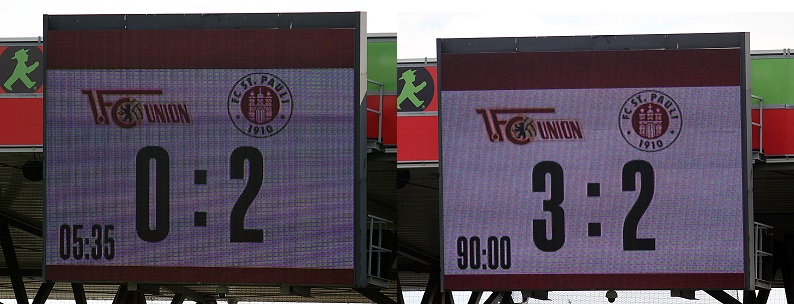 1.FC UNION
FC ST. PAULI
1910
0:2
05:35
1.FC UNION
FC ST. PAULI
1910
3:2
90:00